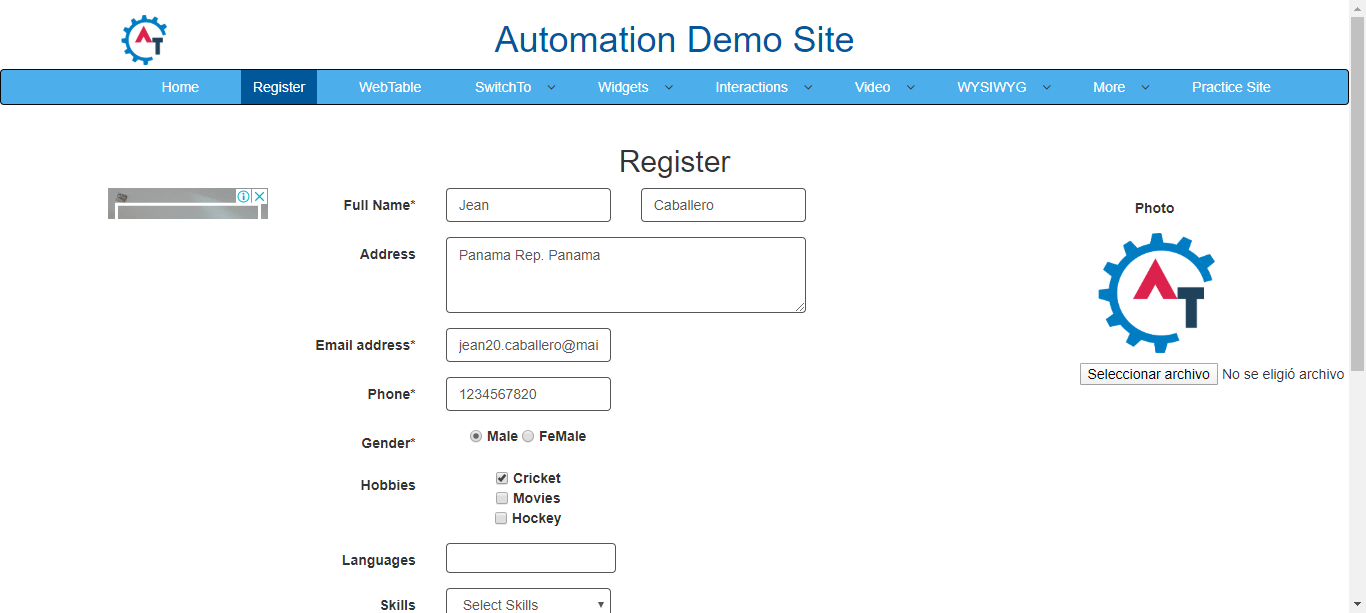 Automation Demo Site
Home Register WebTable SwitchTo Widgets Interactions Video WYSIWYG More Practice Site
Register
Full Name* Jean Caballero
Photo
Address Panama Rep. Panama
AT
Email address* jean20.caballero@mai
Seleccionar archivo No se eligió archivo
Phone* 1234567820
Gender* Male FeMale
Hobbies Cricket
Movies
Hockey
Languages
Skills Select Skills